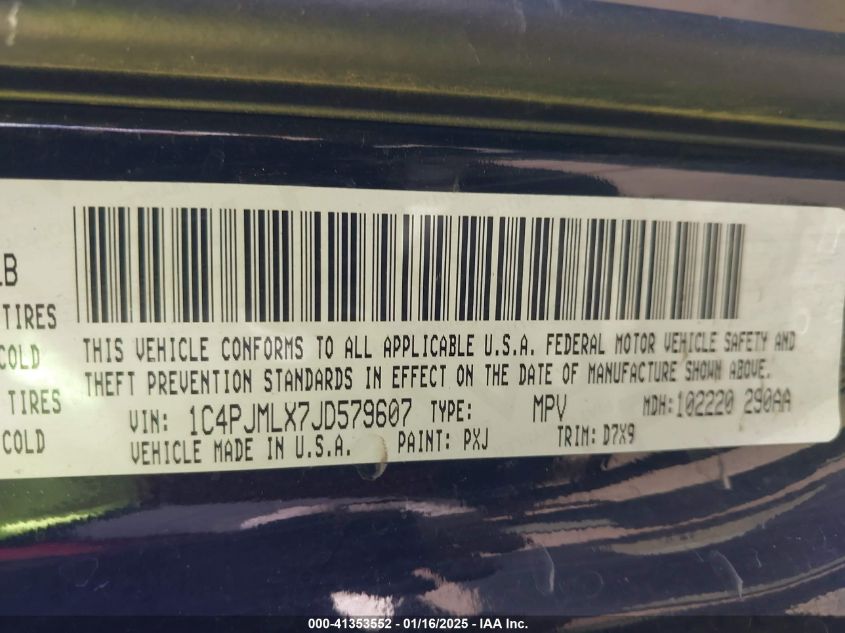 LB
TIRES
COLD
TIRES
COLD
THIS VEHICLE CONFORMS TO ALL APPLICABLE U.S.A. FEDERAL MOTOR VEHICLE SAFETY AND
THEFT PREVENTION STANDARDS IN EFFECT ON THE DATE OF MANUFACTURE SHOWN ABOVE.
VIN: 1C4PJMLX7JD579607 TYPE: MPV MDH:102220 290AA
VEHICLE MADE IN U.S.A. PAINT: PXJ TRIM: D7X9
000-41353552 - 01/16/2025 - IAA Inc.